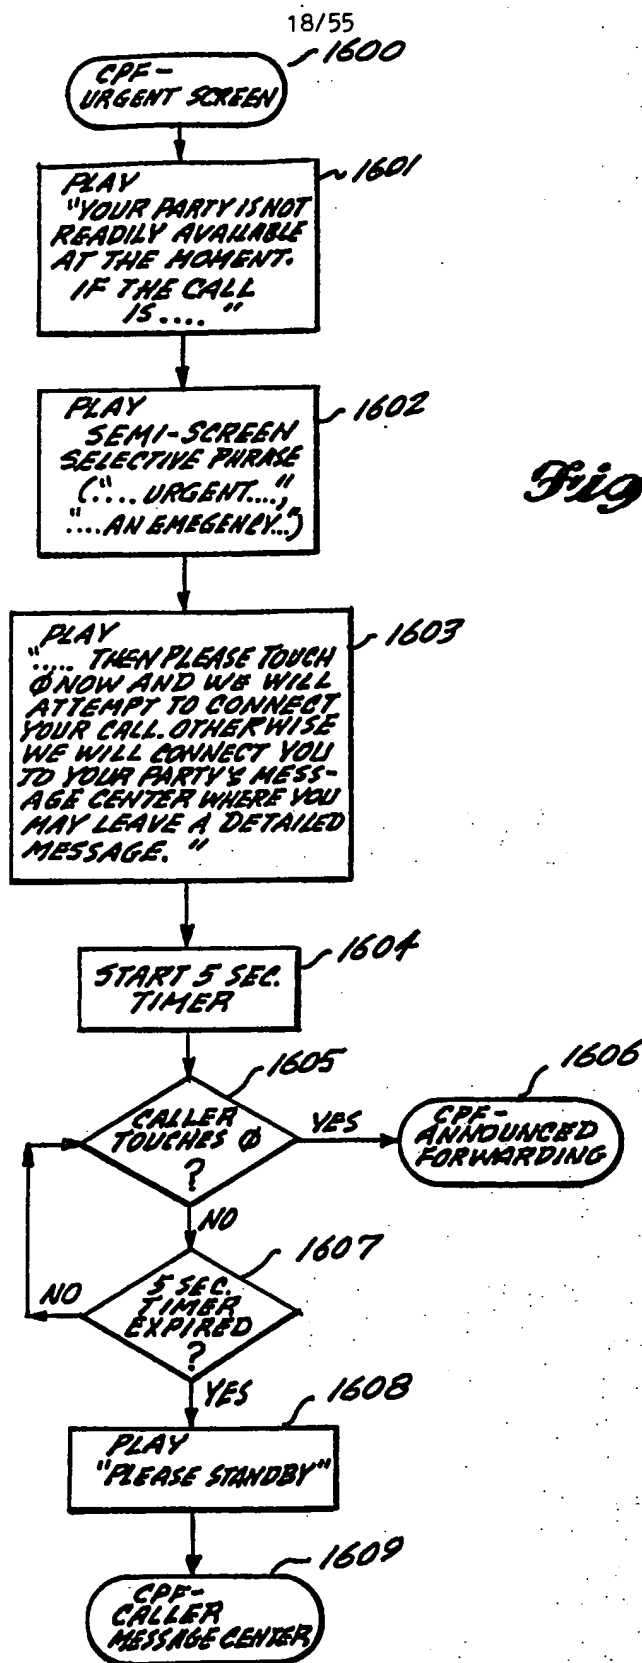 18/55
1600
CPF-
URGENT SCREEN
1601
PLAY
"YOUR PARTY IS NOT
READILY AVAILABLE
AT THE MOMENT.
IF THE CALL
IS .... "
1602
PLAY
SEMI-SCREEN
SELECTIVE PHRASE
(".... URGENT....",
"....AN EMEGENCY...")
Fig
1603
PLAY
"..... THEN PLEASE TOUCH
Ø NOW AND WE WILL
ATTEMPT TO CONNECT
YOUR CALL. OTHERWISE
WE WILL CONNECT YOU
TO YOUR PARTY'S MESS-
AGE CENTER WHERE YOU
MAY LEAVE A DETAILED
MESSAGE. "
1604
START 5 SEC.
TIMER
1605
CALLER
TOUCHES Ø
?
YES
1606
CPF-
ANNOUNCED
FORWARDING
NO
1607
5 SEC.
TIMER
EXPIRED
?
NO
YES
1608
PLAY
"PLEASE STANDBY"
1609
CPF-
CALLER
MESSAGE CENTER